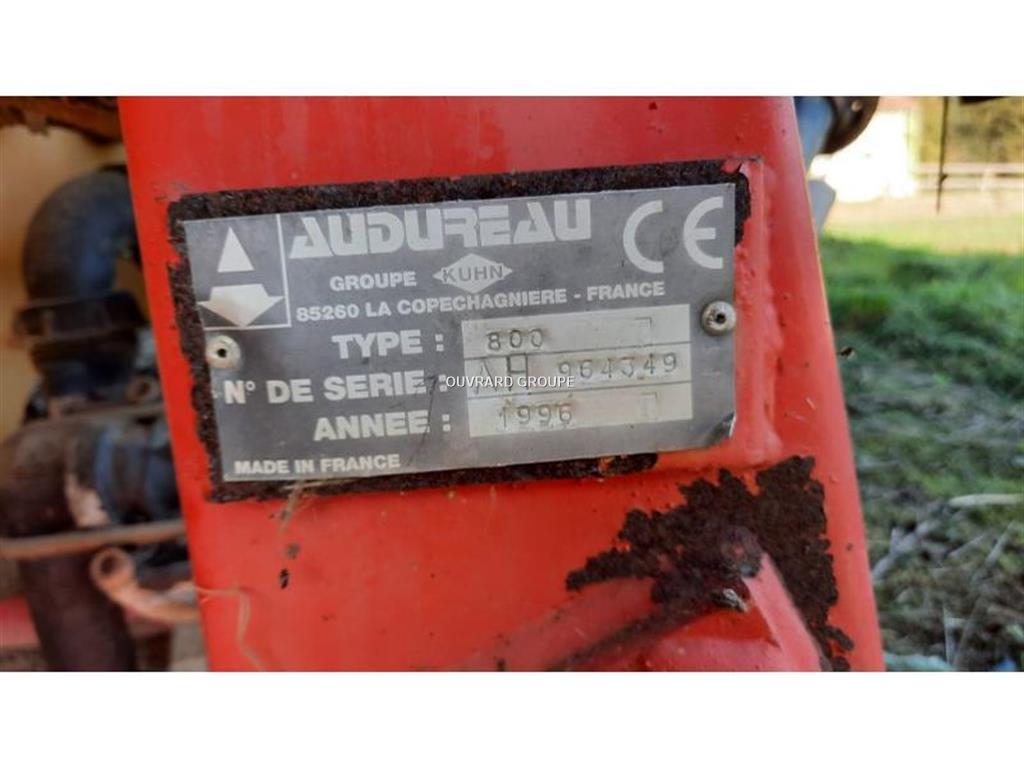 AUDUREAU CE
GROUPE KUHN
85260 LA COPECHAGNIERE - FRANCE
TYPE : 800
N° DE SERIE : AH 964349
ANNEE : 1996
MADE IN FRANCE
OUVRARD GROUPE